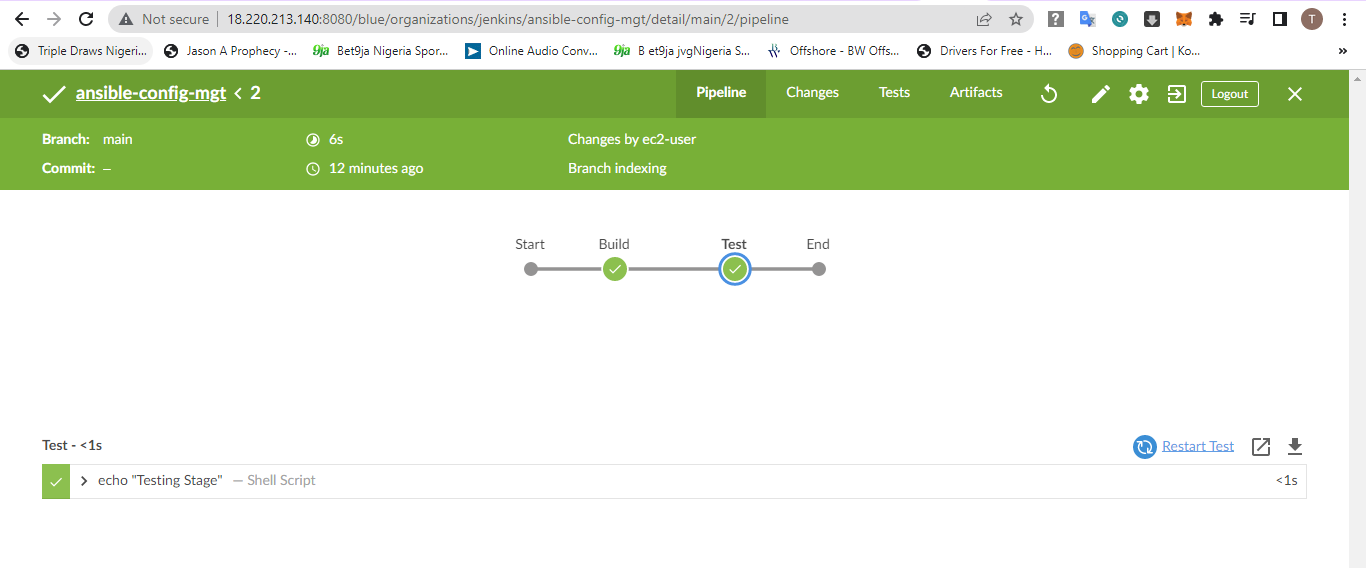 Not secure 18.220.213.140:8080/blue/organizations/jenkins/ansible-config-mgt/detail/main/2/pipeline T
Triple Draws Nigeri... Jason A Prophecy -... 9ja Bet9ja Nigeria Spor... Online Audio Conv... 9ja B et9ja jvgNigeria S... Offshore - BW Offs... Drivers For Free - H... Shopping Cart | Ko... »
ansible-config-mgt < 2 Pipeline Changes Tests Artifacts Logout
Branch: main 6s Changes by ec2-user
Commit: – 12 minutes ago Branch indexing
Start Build Test End
Test - <1s Restart Test
echo "Testing Stage" — Shell Script <1s